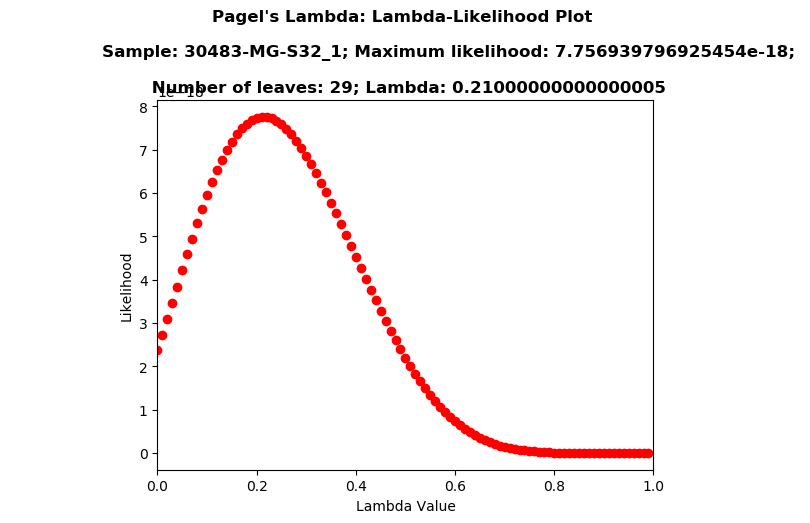 Pagel's Lambda: Lambda-Likelihood Plot
Sample: 30483-MG-S32_1; Maximum likelihood: 7.756939796925454e-18;
Number of leaves: 29; Lambda: 0.21000000000000005
1e−18
8
7
6
5
4
3
2
1
0
Likelihood
0.0 0.2 0.4 0.6 0.8 1.0
Lambda Value